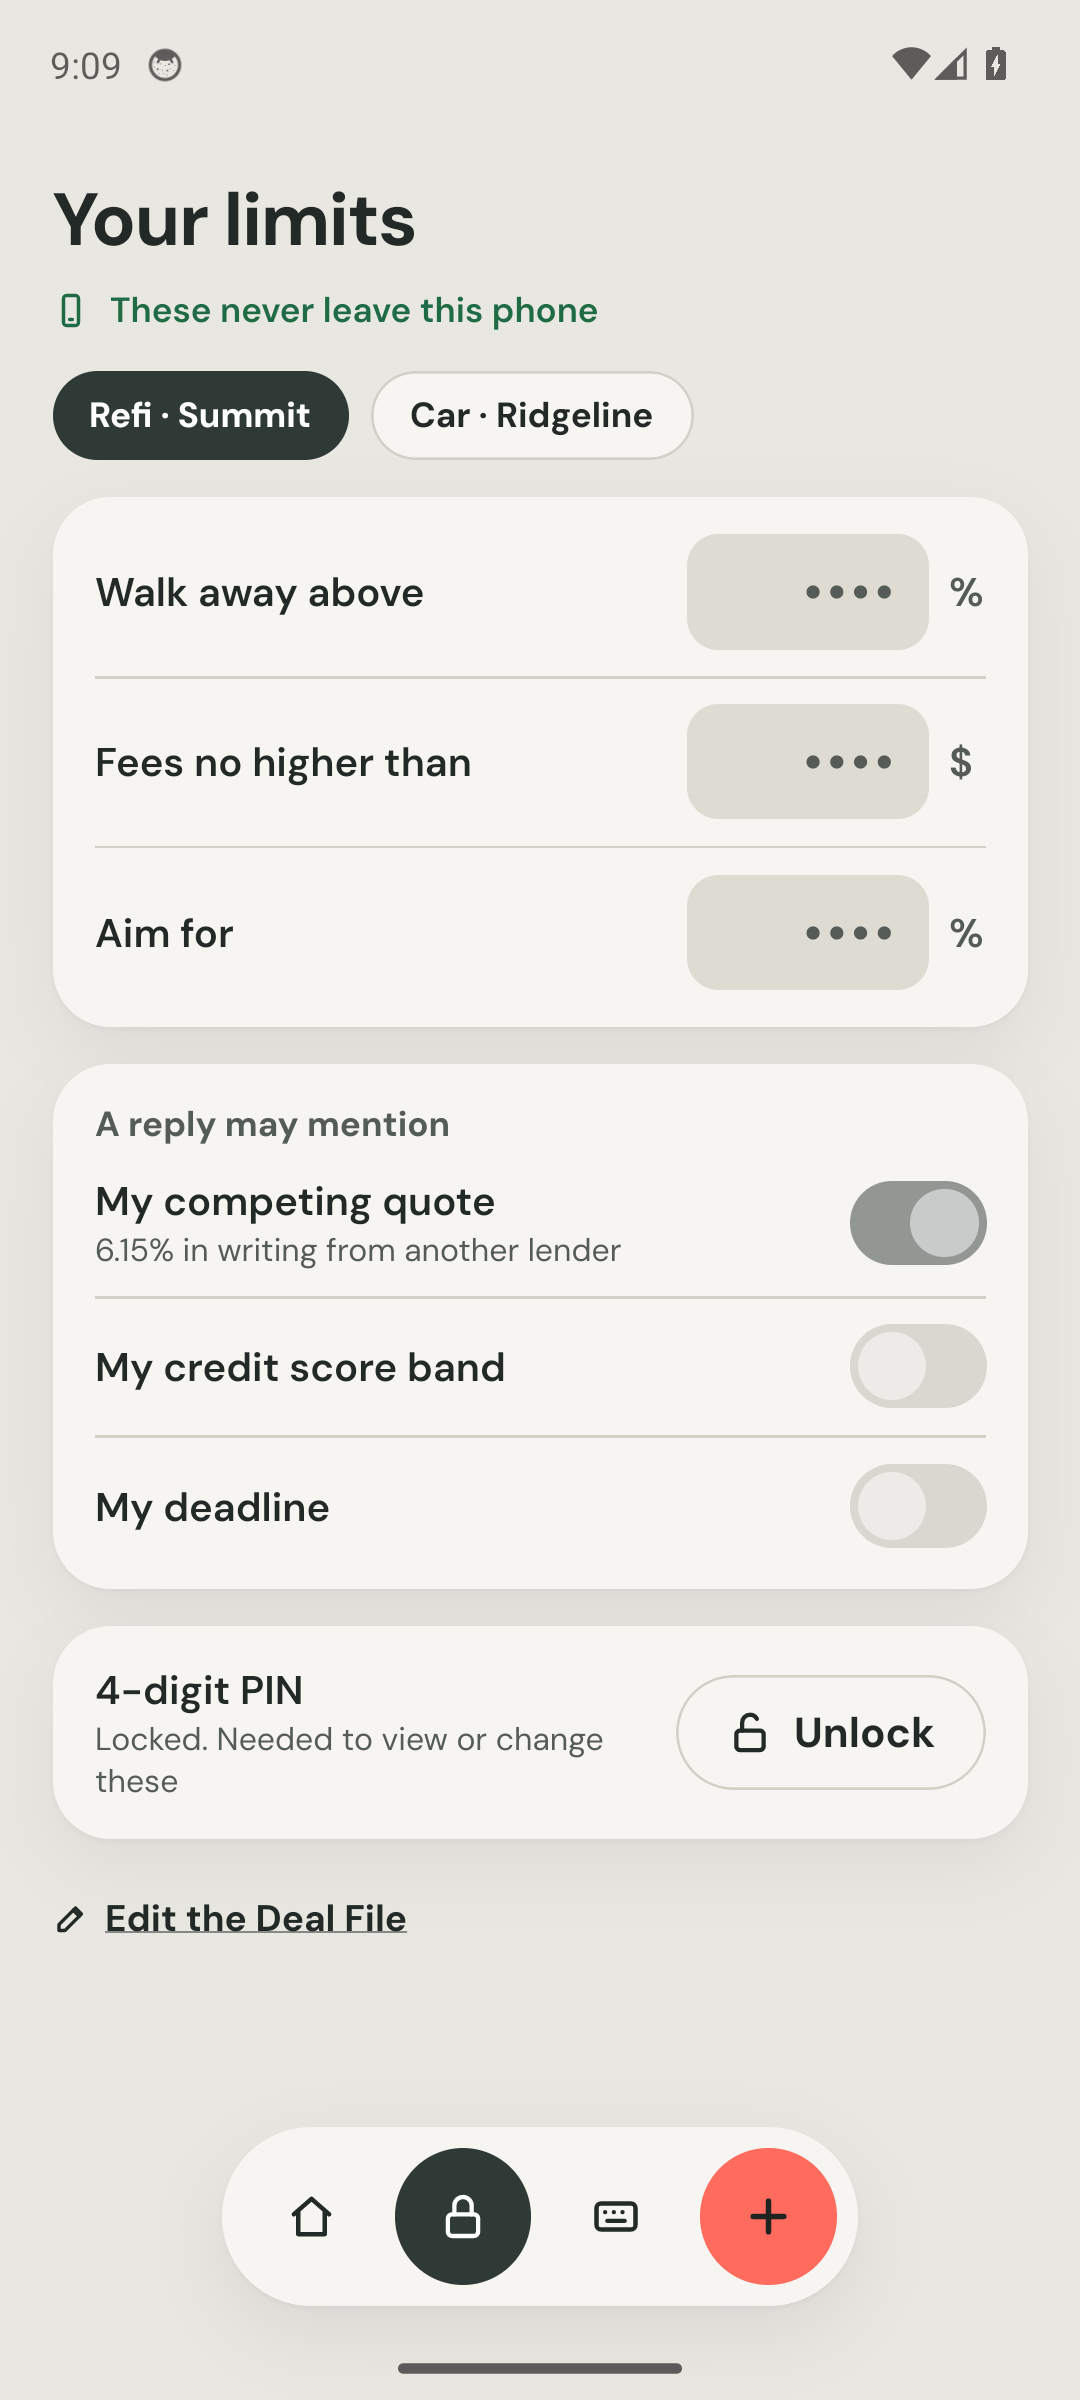 9:09
Your limits
These never leave this phone
Refi · Summit
Car · Ridgeline
Walk away above •••• %
Fees no higher than •••• $
Aim for •••• %
A reply may mention
My competing quote
6.15% in writing from another lender
My credit score band
My deadline
4-digit PIN
Locked. Needed to view or change
these
Unlock
Edit the Deal File